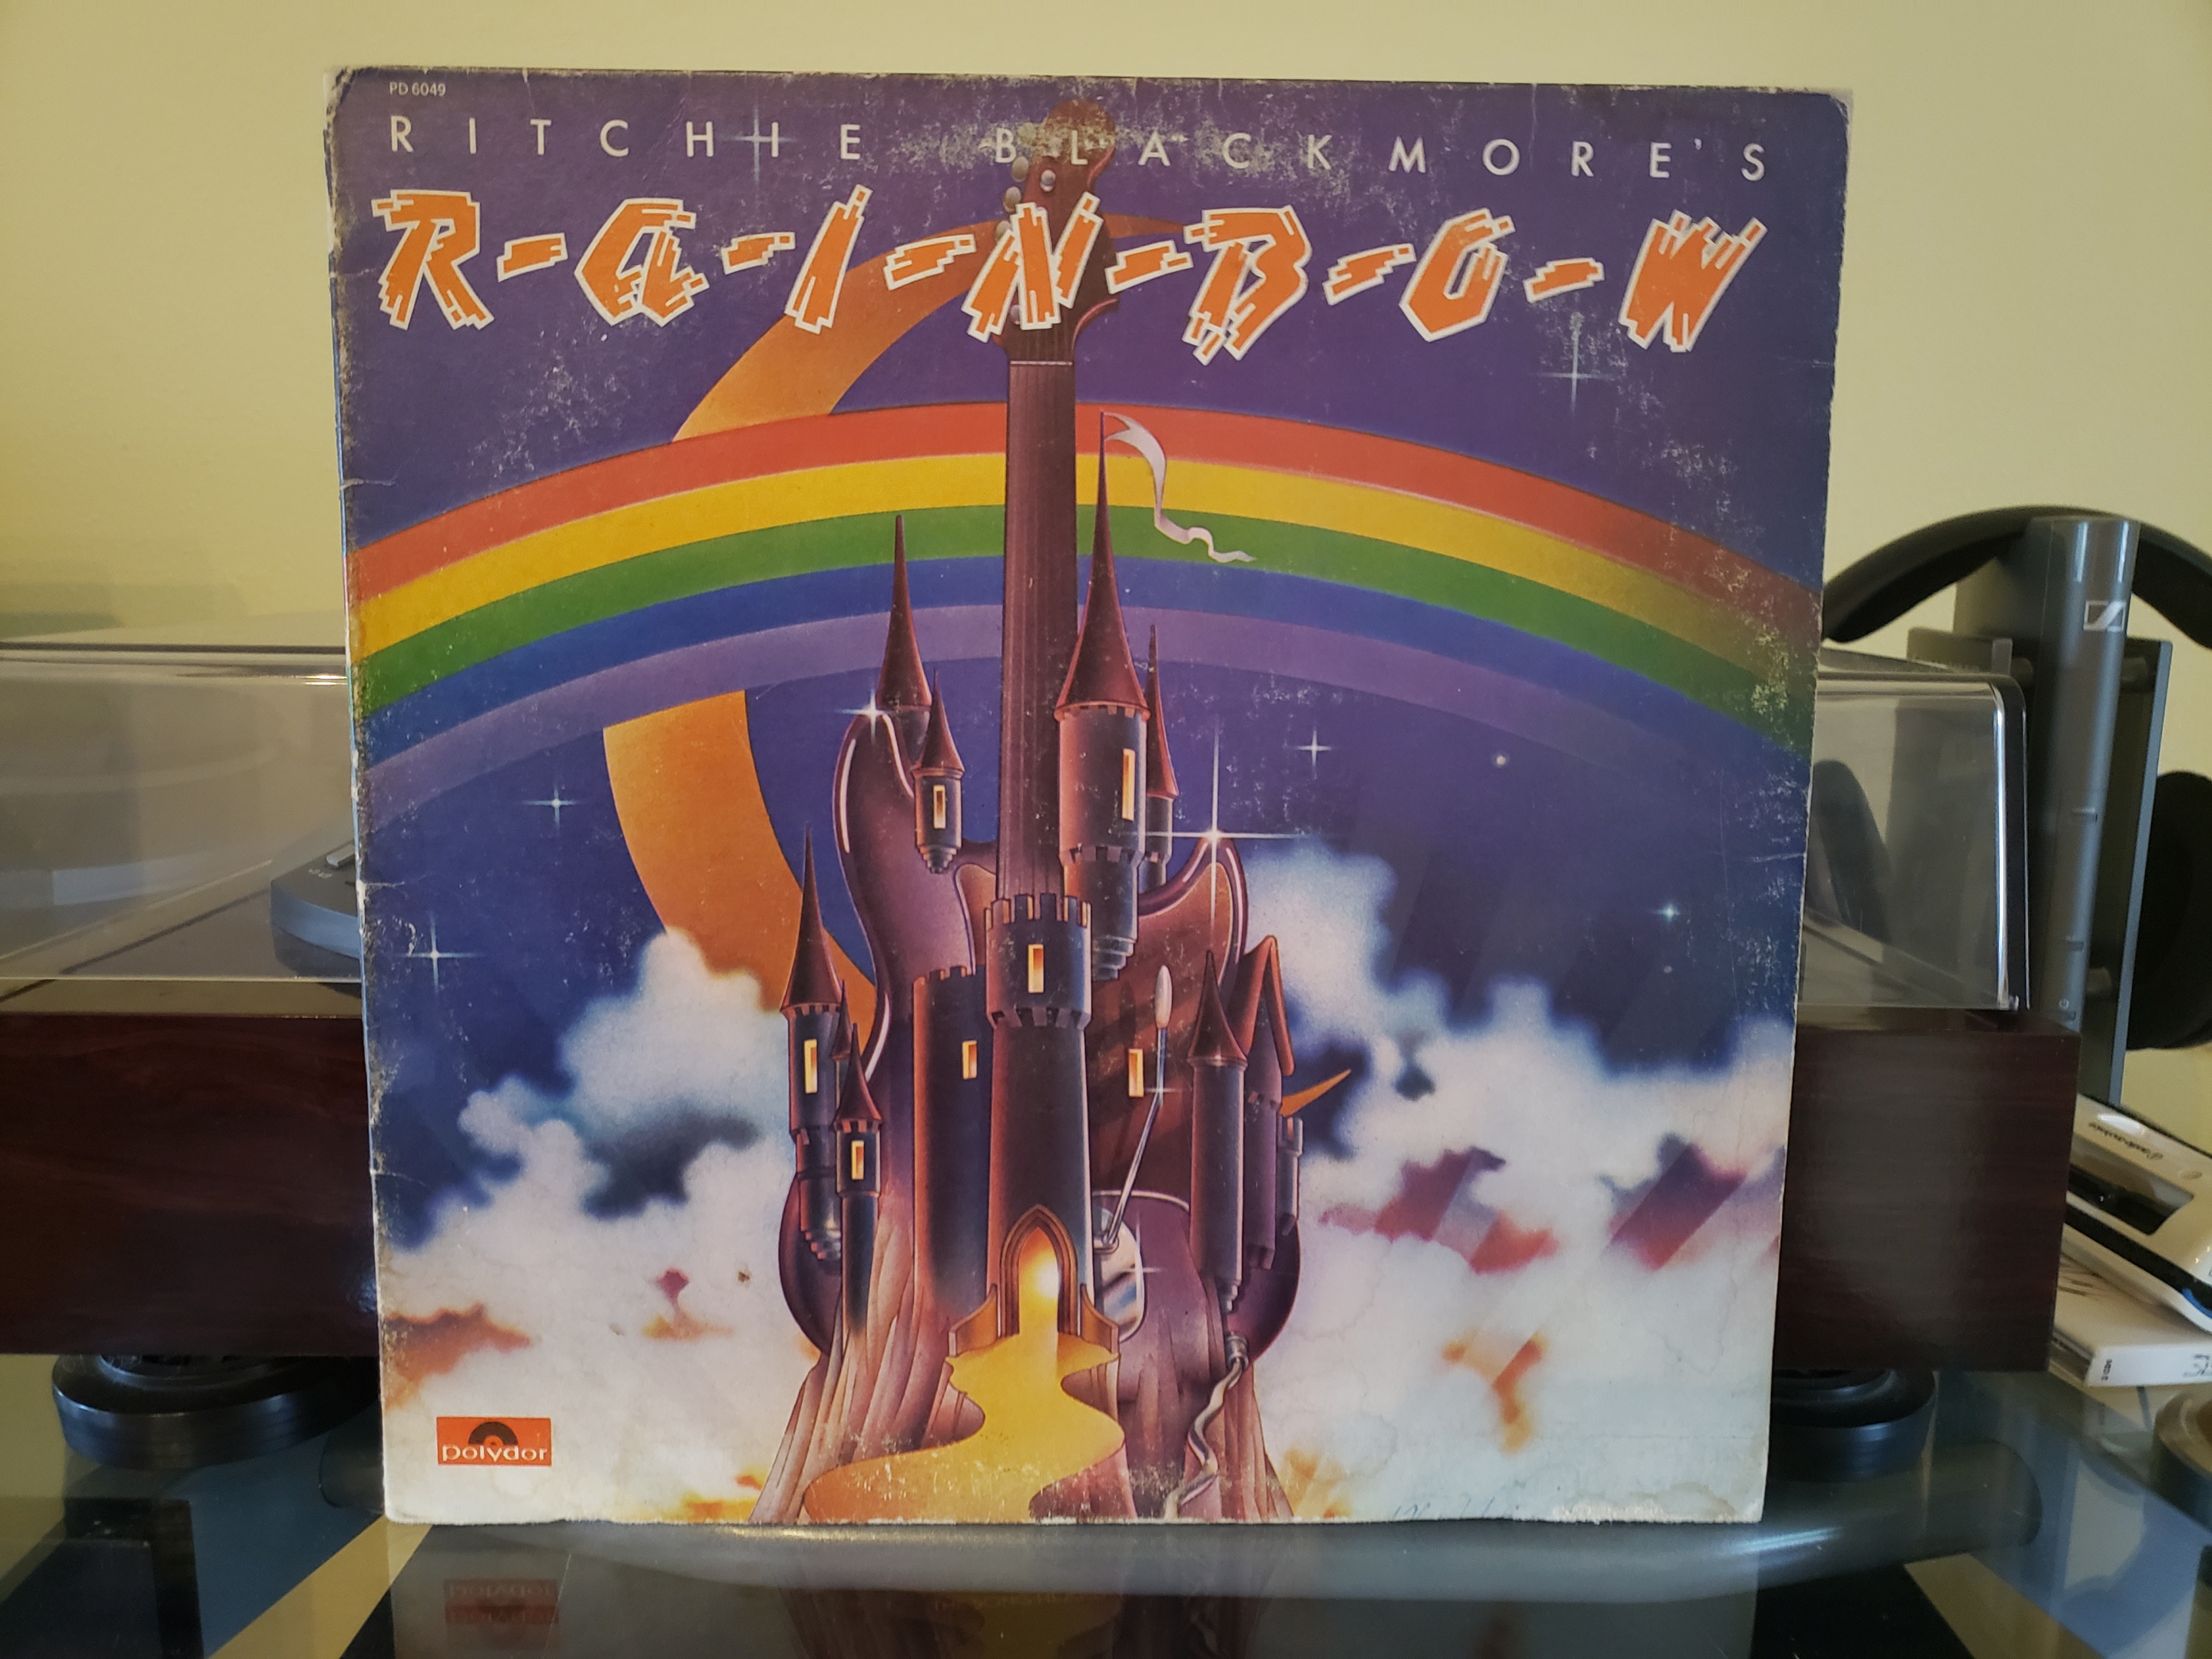 PD 6049
RITCHIE BLACKMORE'S
R-a-I-N-B-O-W
polydor